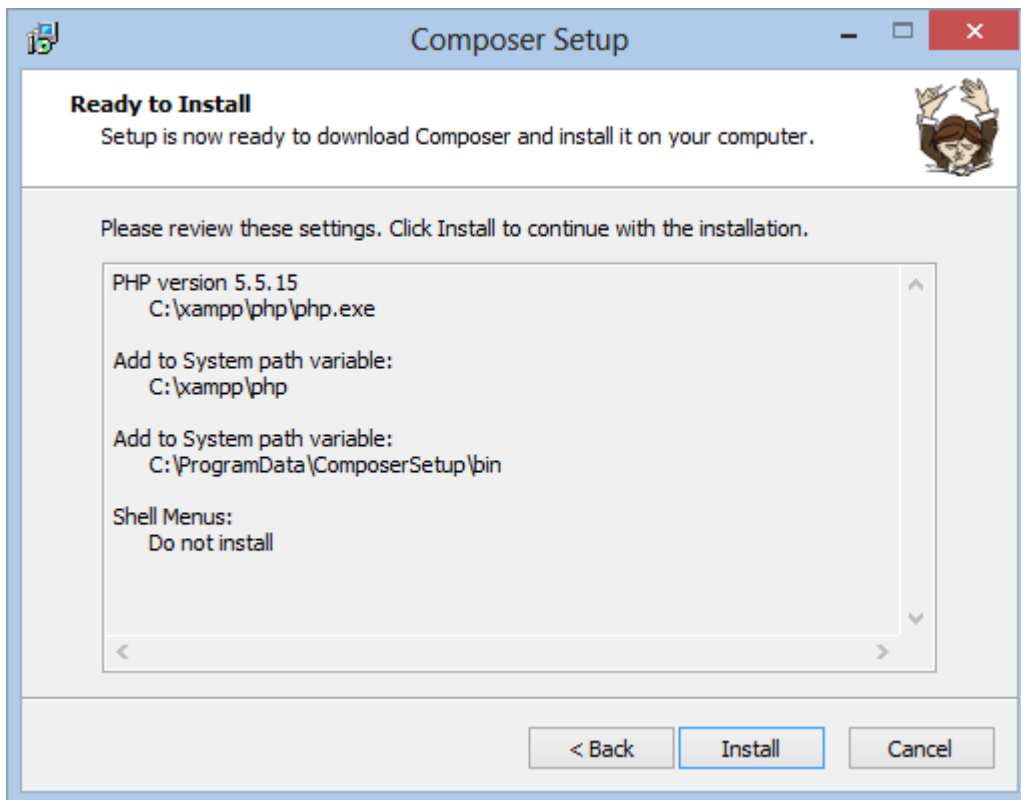 Composer Setup
Ready to Install
Setup is now ready to download Composer and install it on your computer.
Please review these settings. Click Install to continue with the installation.
PHP version 5.5.15
C:\xampp\php\php.exe
Add to System path variable:
C:\xampp\php
Add to System path variable:
C:\ProgramData\ComposerSetup\bin
Shell Menus:
Do not install
< Back
Install
Cancel